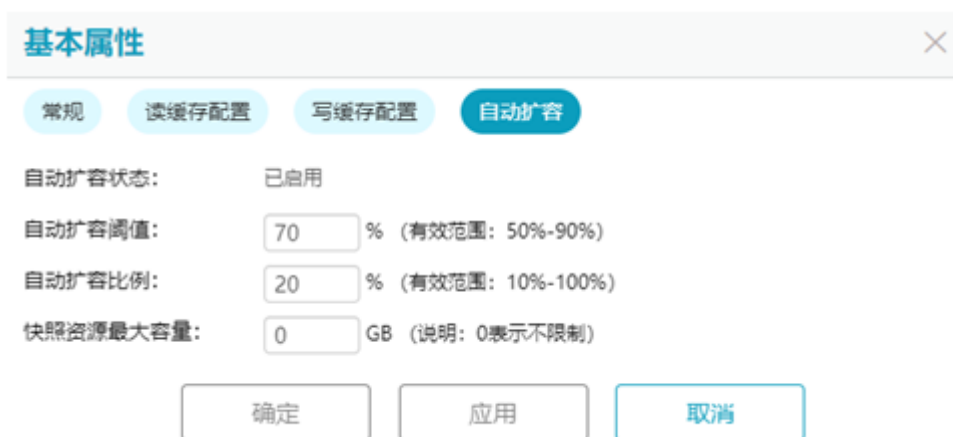 基本属性
常规 读缓存配置 写缓存配置 自动扩容
自动扩容状态: 已启用
自动扩容阈值: 70 % (有效范围: 50%-90%)
自动扩容比例: 20 % (有效范围: 10%-100%)
快照资源最大容量: 0 GB (说明: 0表示不限制)
确定 应用 取消